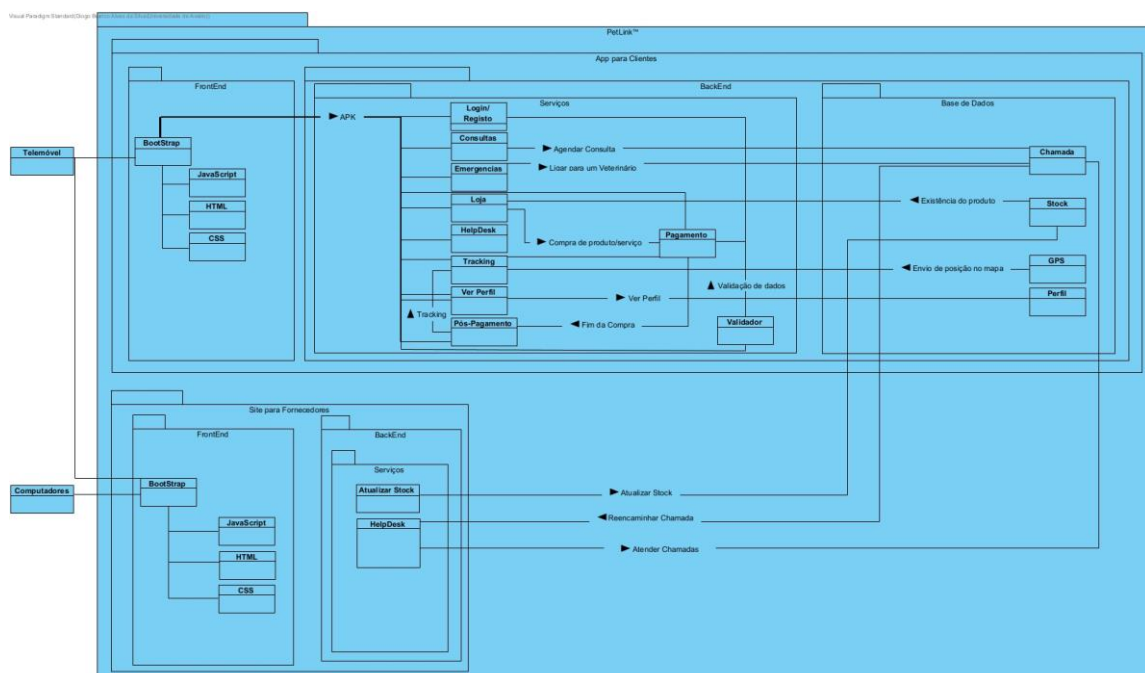 Visual Paradigm Standard(Diogo
PetLink™
App para Clientes
FrontEnd
BackEnd
Serviços
Base de Dados
Login/
Registo
APK
BootStrap
Consultas
Agendar Consulta
Chamada
Telemóvel
Emergencias
Ligar para um Veterinário
JavaScript
Loja
Existência do produto
Stock
HTML
HelpDesk
Pagamento
CSS
Compra de produto/serviço
Tracking
Envio de posição no mapa
GPS
Validação de dados
Ver Perfil
Ver Perfil
Perfil
Tracking
Pós-Pagamento
Fim da Compra
Validador
Site para Fornecedores
FrontEnd
BackEnd
Serviços
BootStrap
Computadores
Atualizar Stock
Atualizar Stock
JavaScript
HelpDesk
Reencaminhar Chamada
Atender Chamadas
HTML
CSS